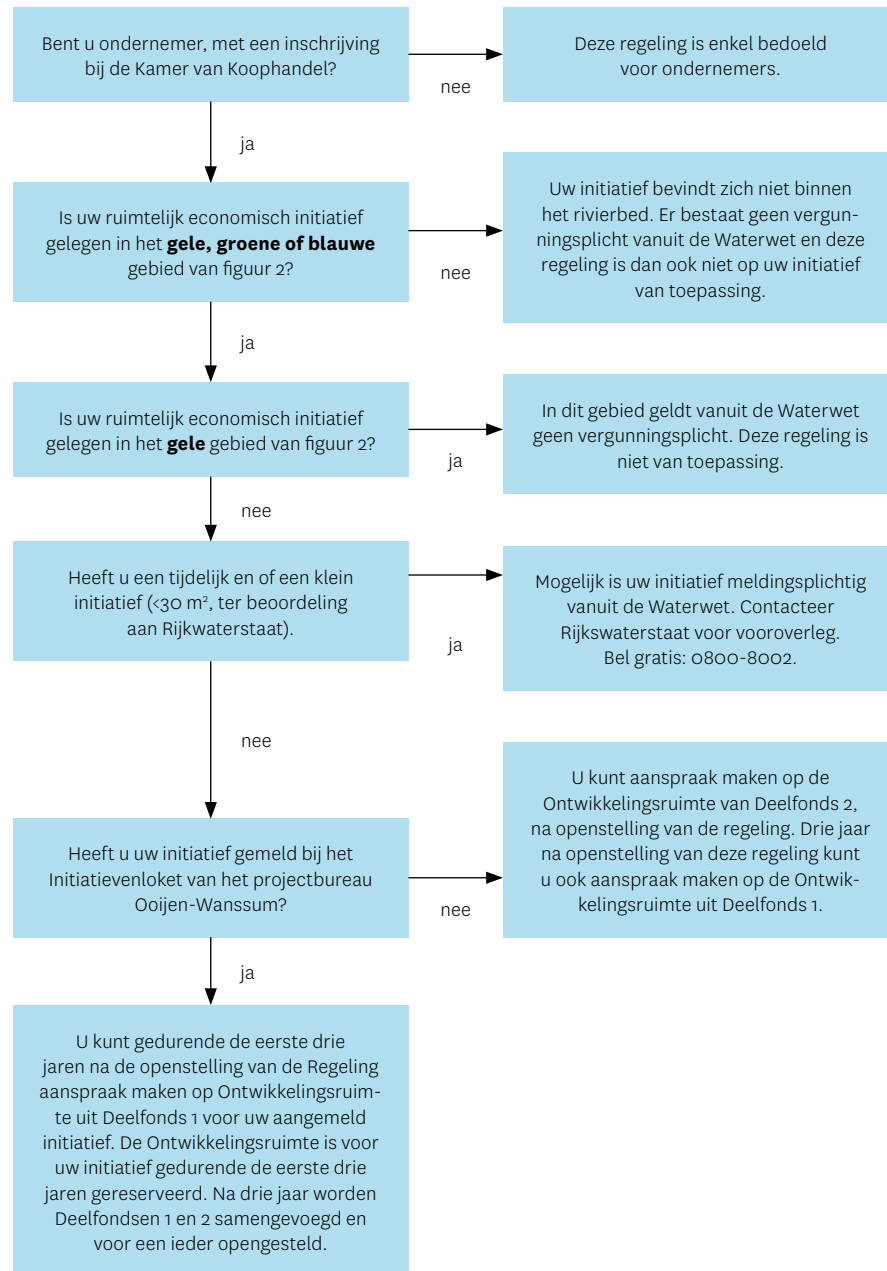 Bent u ondernemer, met een inschrijving
bij de Kamer van Koophandel?
nee
Deze regeling is enkel bedoeld
voor ondernemers.
ja
Is uw ruimtelijk economisch initiatief
gelegen in het gele, groene of blauwe
gebied van figuur 2?
nee
Uw initiatief bevindt zich niet binnen
het rivierbed. Er bestaat geen vergun-
ningsplicht vanuit de Waterwet en deze
regeling is dan ook niet op uw initiatief
van toepassing.
ja
Is uw ruimtelijk economisch initiatief
gelegen in het gele gebied van figuur 2?
ja
In dit gebied geldt vanuit de Waterwet
geen vergunningsplicht. Deze regeling is
niet van toepassing.
nee
Heeft u een tijdelijk en of een klein
initiatief (<30 m², ter beoordeling
aan Rijkwaterstaat).
ja
Mogelijk is uw initiatief meldingsplichtig
vanuit de Waterwet. Contacteer
Rijkswaterstaat voor vooroverleg.
Bel gratis: 0800-8002.
nee
Heeft u uw initiatief gemeld bij het
Initiatievenloket van het projectbureau
Ooijen-Wanssum?
nee
U kunt aanspraak maken op de
Ontwikkelingsruimte van Deelfonds 2,
na openstelling van de regeling. Drie jaar
na openstelling van deze regeling kunt
u ook aanspraak maken op de Ontwik-
kelingsruimte uit Deelfonds 1.
ja
U kunt gedurende de eerste drie
jaren na de openstelling van de Regeling
aanspraak maken op Ontwikkelingsruim-
te uit Deelfonds 1 voor uw aangemeld
initiatief. De Ontwikkelingsruimte is voor
uw initiatief gedurende de eerste drie
jaren gereserveerd. Na drie jaar worden
Deelfondsen 1 en 2 samengevoegd en
voor een ieder opengesteld.